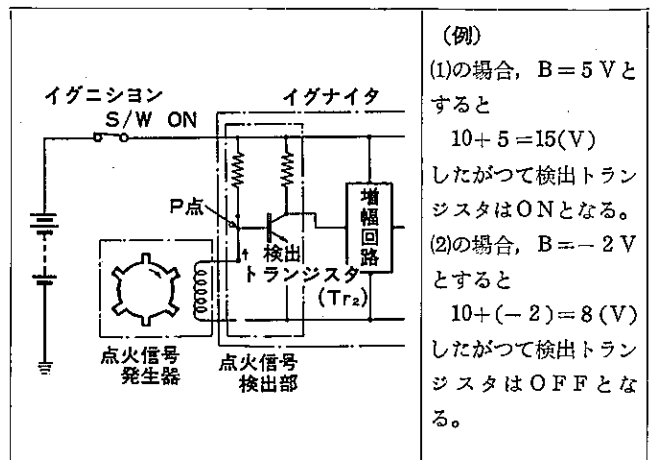 イグニシヨン
S/W ON
イグナイタ
P点
増幅回路
検出
トランジスタ
(Tr₂)
点火信号
発生器
点火信号
検出部
(例)
(1)の場合, B=5Vと
すると
10+5=15(V)
したがつて検出トラン
ジスタはONとなる。
(2)の場合, B=-2V
とすると
10+(-2)=8(V)
したがつて検出トラン
ジスタはOFFとな
る。